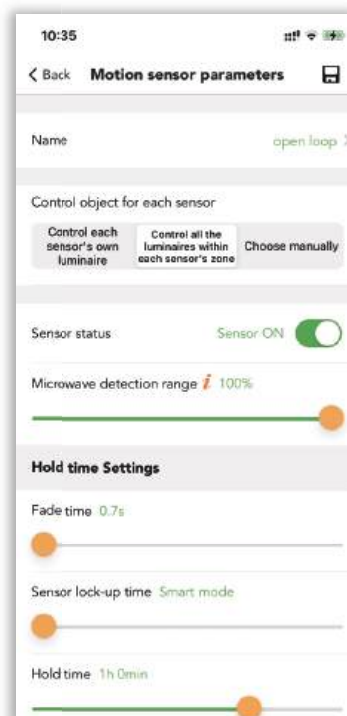 10:35
Back Motion sensor parameters
Name open loop
Control object for each sensor
Control each
sensor's own
luminaire
Control all the
luminaires within
each sensor's zone
Choose manually
Sensor status Sensor ON
Microwave detection range i 100%
Hold time Settings
Fade time 0.7s
Sensor lock-up time Smart mode
Hold time 1h 0min